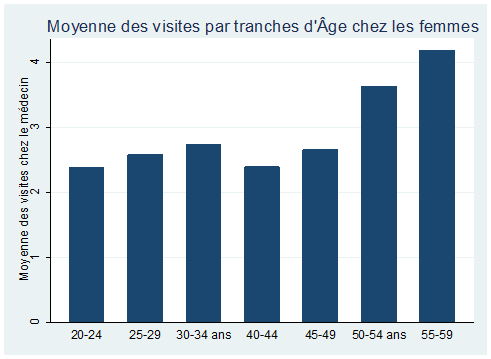 Moyenne des visites par tranches d'Âge chez les femmes
Moyenne des visites chez le médecin
4
3
2
1
0
20-24 25-29 30-34 ans 40-44 45-49 50-54 ans 55-59